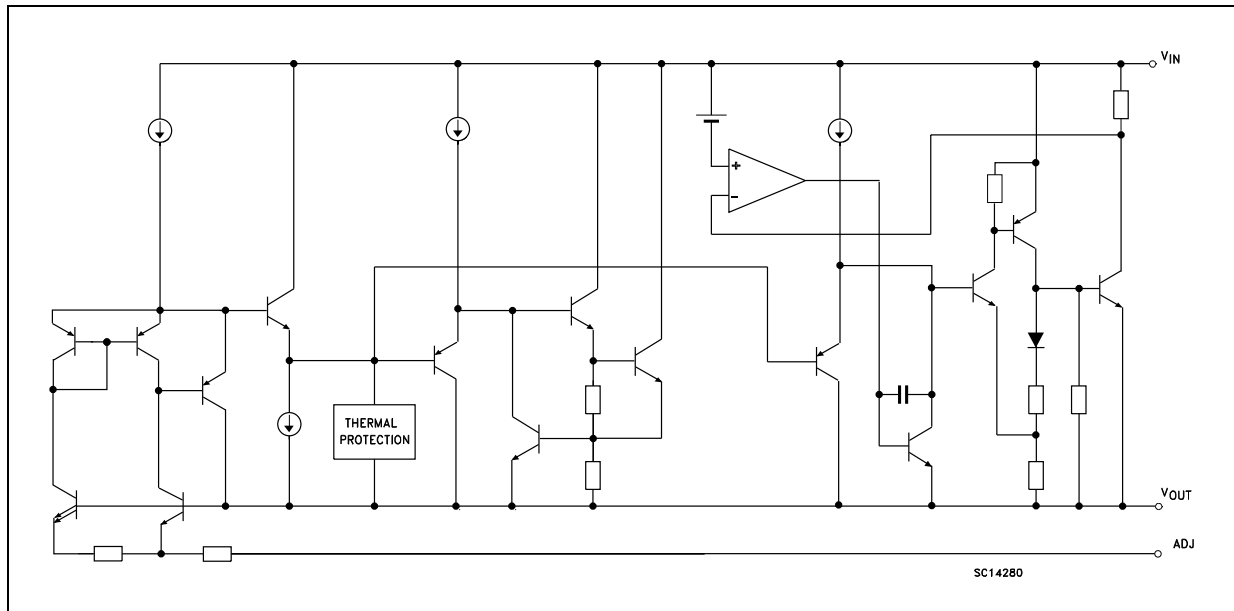 VIN
+
−
THERMAL
PROTECTION
VOUT
ADJ
SC14280